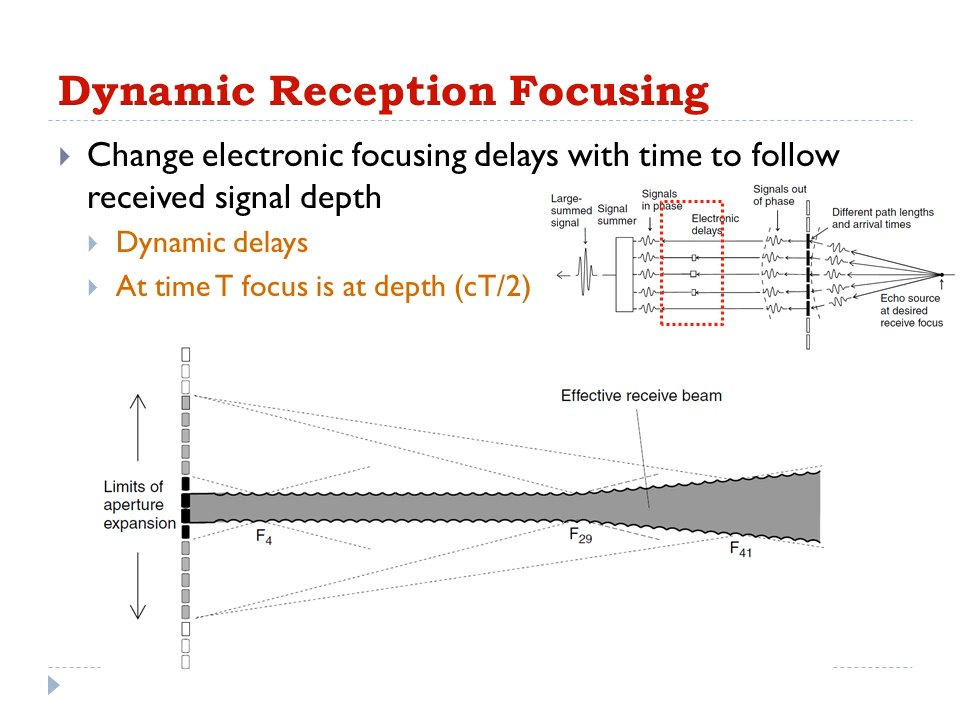 Dynamic Reception Focusing
Change electronic focusing delays with time to follow
received signal depth
Dynamic delays
At time T focus is at depth (cT/2)
Large-
summed
signal
Signal
summer
Signals
in phase
Electronic
delays
Signals out
of phase
Different path lengths
and arrival times
Echo source
at desired
receive focus
Effective receive beam
Limits of
aperture
expansion
F4
F29
F41